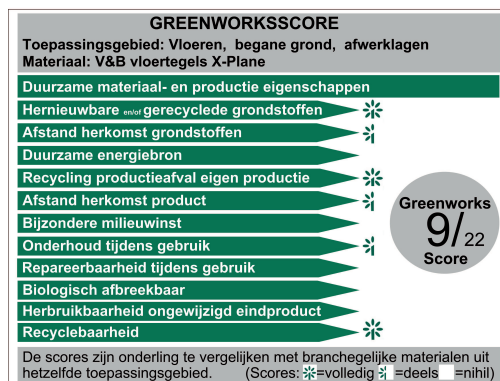 GREENWORKSSCORE
Toepassingsgebied: Vloeren, begane grond, afwerklagen
Materiaal: V&B vloertegels X-Plane
Duurzame materiaal- en productie eigenschappen
Hernieuwbare en/of gerecyclede grondstoffen
Afstand herkomst grondstoffen
Duurzame energiebron
Recycling productieafval eigen productie
Afstand herkomst product
Bijzondere milieuwinst
Onderhoud tijdens gebruik
Repareerbaarheid tijdens gebruik
Biologisch afbreekbaar
Herbruikbaarheid ongewijzigd eindproduct
Recyclebaarheid
Greenworks
9/22
Score
De scores zijn onderling te vergelijken met branchegelijke materialen uit
hetzelfde toepassingsgebied. (Scores: =volledig =deels =nihil)